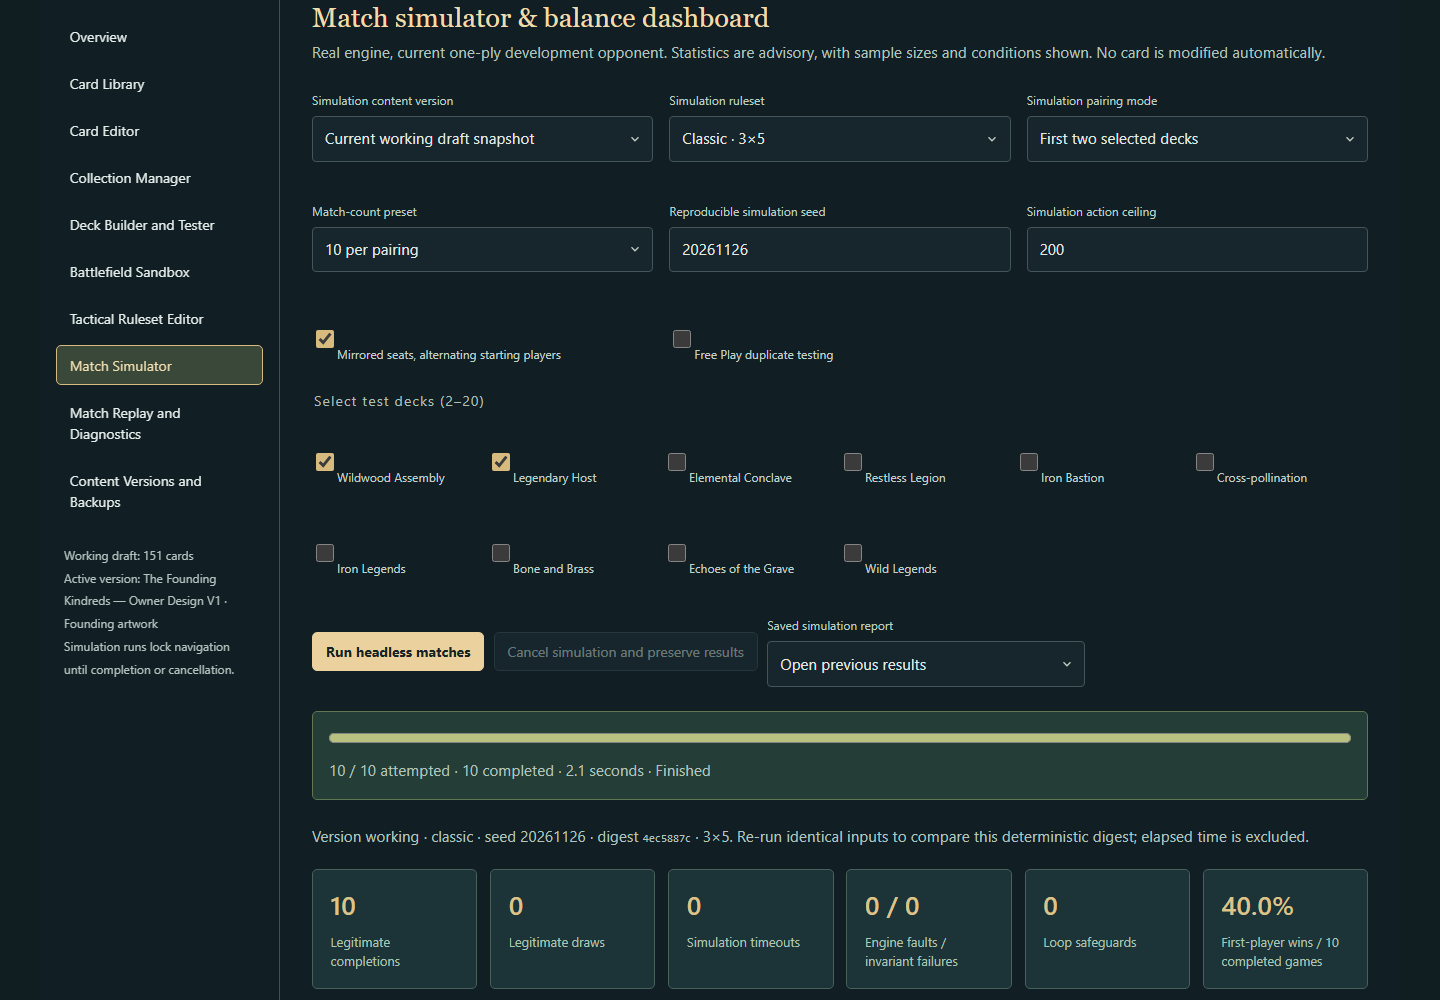 Overview
Card Library
Card Editor
Collection Manager
Deck Builder and Tester
Battlefield Sandbox
Tactical Ruleset Editor
Match Simulator
Match Replay and
Diagnostics
Content Versions and
Backups
Working draft: 151 cards
Active version: The Founding
Kindreds — Owner Design V1 ·
Founding artwork
Simulation runs lock navigation
until completion or cancellation.
Match simulator & balance dashboard
Real engine, current one-ply development opponent. Statistics are advisory, with sample sizes and conditions shown. No card is modified automatically.
Simulation content version
Simulation ruleset
Simulation pairing mode
Current working draft snapshot
Classic · 3×5
First two selected decks
Match-count preset
Reproducible simulation seed
Simulation action ceiling
10 per pairing
20261126
200
Mirrored seats, alternating starting players
Free Play duplicate testing
Select test decks (2–20)
Wildwood Assembly
Legendary Host
Elemental Conclave
Restless Legion
Iron Bastion
Cross-pollination
Iron Legends
Bone and Brass
Echoes of the Grave
Wild Legends
Run headless matches
Cancel simulation and preserve results
Saved simulation report
Open previous results
10 / 10 attempted · 10 completed · 2.1 seconds · Finished
Version working · classic · seed 20261126 · digest 4ec5887c · 3×5. Re-run identical inputs to compare this deterministic digest; elapsed time is excluded.
10
Legitimate
completions
0
Legitimate draws
0
Simulation timeouts
0 / 0
Engine faults /
invariant failures
0
Loop safeguards
40.0%
First-player wins / 10
completed games